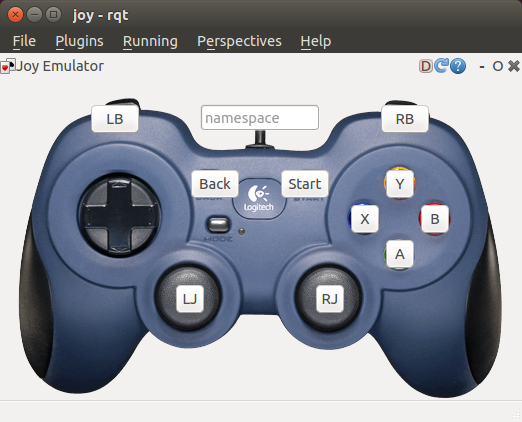 joy - rqt
File Plugins Running Perspectives Help
Joy Emulator
D ? - O
LB
namespace
RB
Back
Start
Y
Logitech
X
B
MODE
A
LJ
RJ